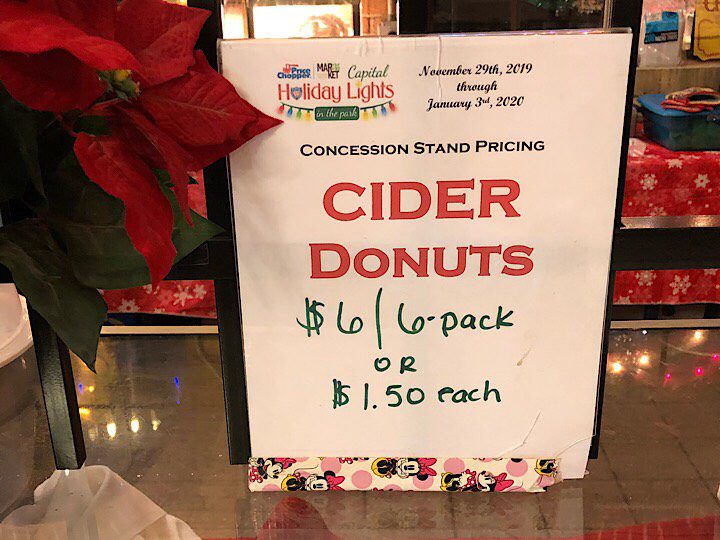 Price Chopper MARKET Capital
Holiday Lights
in the park
November 29th, 2019
through
January 3rd, 2020
CONCESSION STAND PRICING
CIDER
DONUTS
$6/6-pack
OR
$1.50 each